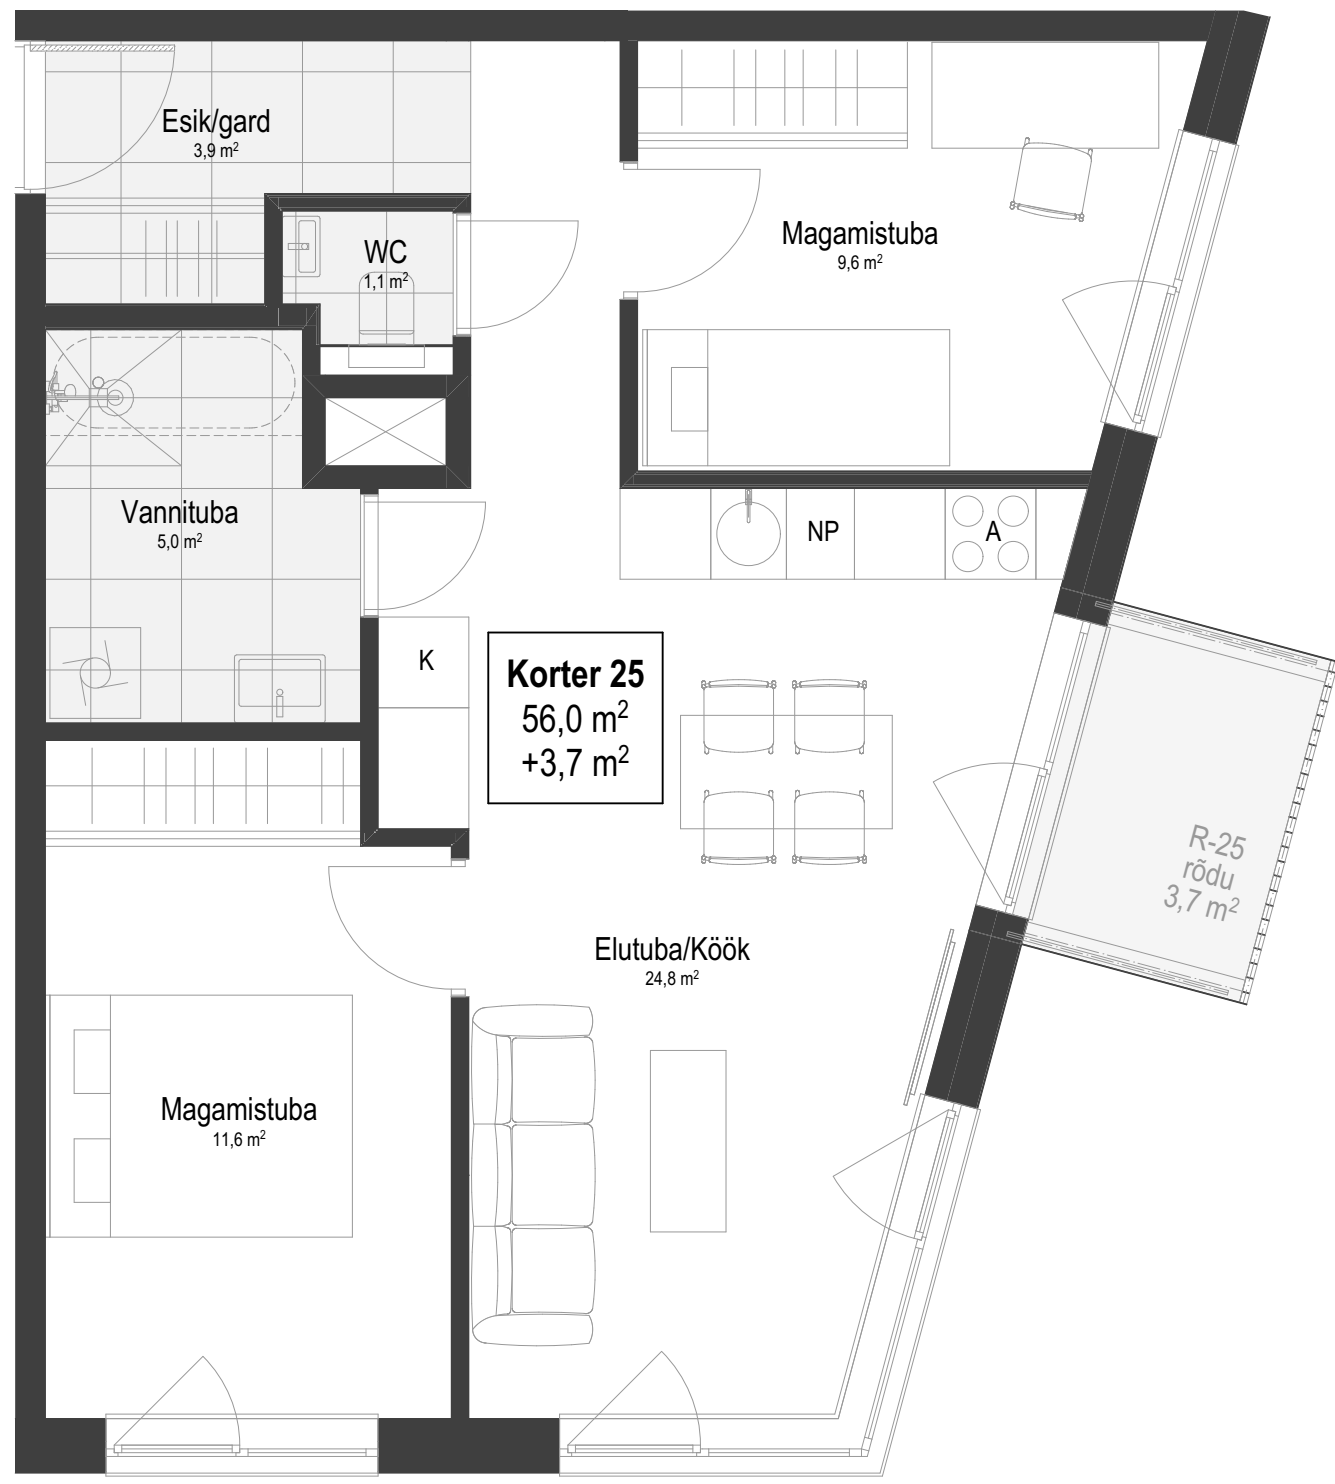 Esik/gard
3,9 m²
WC
1,1 m²
Magamistuba
9,6 m²
Vannituba
5,0 m²
NP
A
K
Korter 25
56,0 m²
+3,7 m²
R-25
rõdu
3,7 m²
Elutuba/Köök
24,8 m²
Magamistuba
11,6 m²